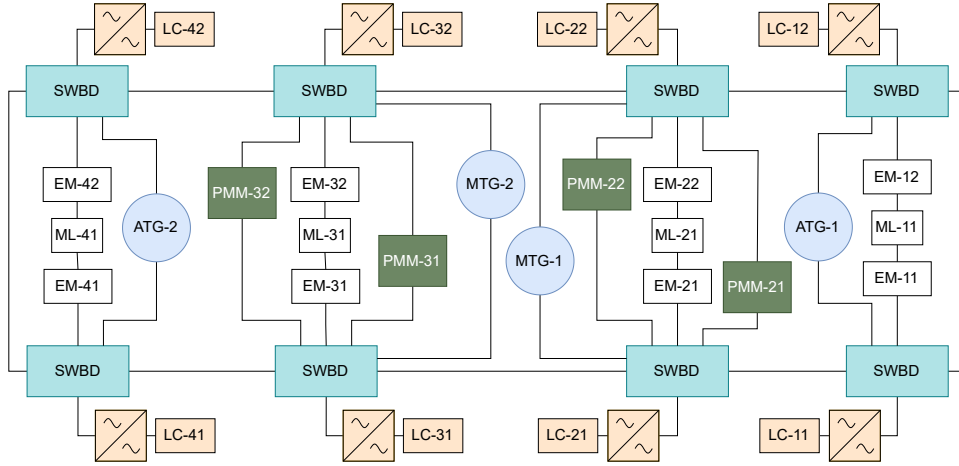 LC-42
LC-32
LC-22
LC-12
SWBD
SWBD
SWBD
SWBD
EM-42
PMM-32
EM-32
MTG-2
PMM-22
EM-22
EM-12
ML-41
ATG-2
ML-31
PMM-31
MTG-1
ML-21
ATG-1
ML-11
EM-41
EM-31
EM-21
PMM-21
EM-11
SWBD
SWBD
SWBD
SWBD
LC-41
LC-31
LC-21
LC-11